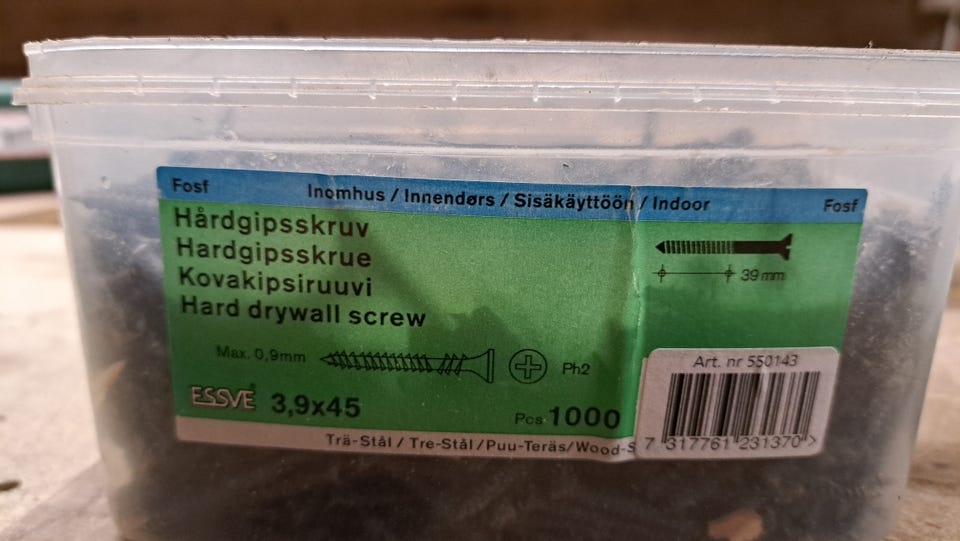 Fosf
Inomhus / Innendørs / Sisäkäyttöön / Indoor
Fosf
Hårdgipsskruv
Hardgipsskrue
Kovakipsiruuvi
Hard drywall screw
39 mm
Max. 0,9mm
Ph2
Art. nr 550143
ESSVE® 3,9x45
Pcs 1000
7 317761 231370 >
Trä-Stål / Tre-Stål / Puu-Teräs / Wood-S